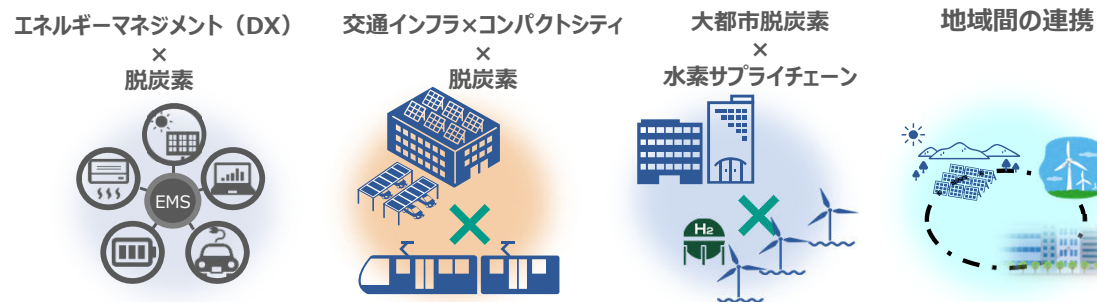 エネルギーマネジメント（DX）
×
脱炭素
交通インフラ×コンパクトシティ
×
脱炭素
大都市脱炭素
×
水素サプライチェーン
地域間の連携
EMS
H2